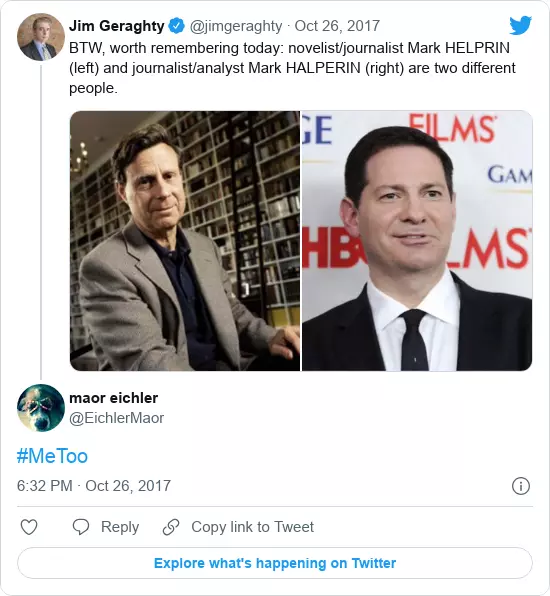 Jim Geraghty @jimgeraghty · Oct 26, 2017
BTW, worth remembering today: novelist/journalist Mark HELPRIN
(left) and journalist/analyst Mark HALPERIN (right) are two different
people.
GE
FILMS
GAM
HBO
LMS
maor eichler
@EichlerMaor
#MeToo
6:32 PM · Oct 26, 2017
Reply
Copy link to Tweet
Explore what's happening on Twitter